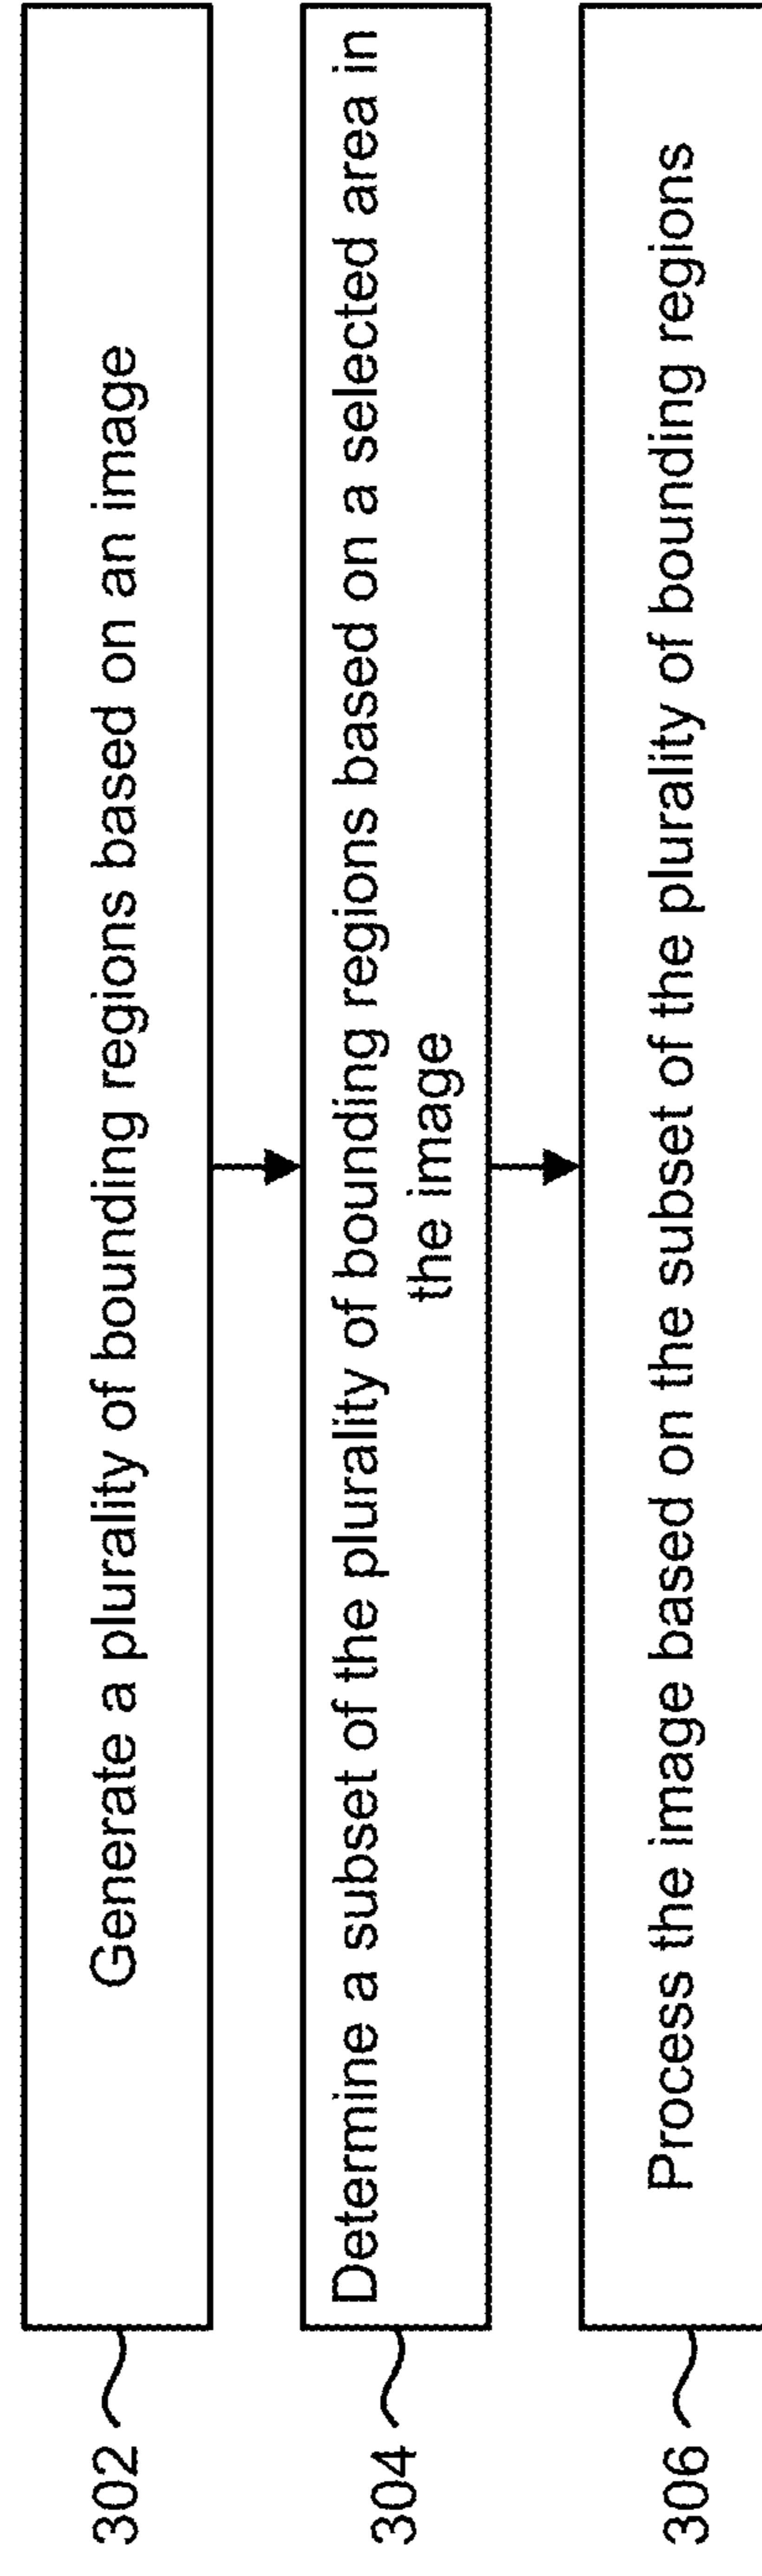 302
Generate a plurality of bounding regions based on an image
304
Determine a subset of the plurality of bounding regions based on a selected area in
the image
306
Process the image based on the subset of the plurality of bounding regions